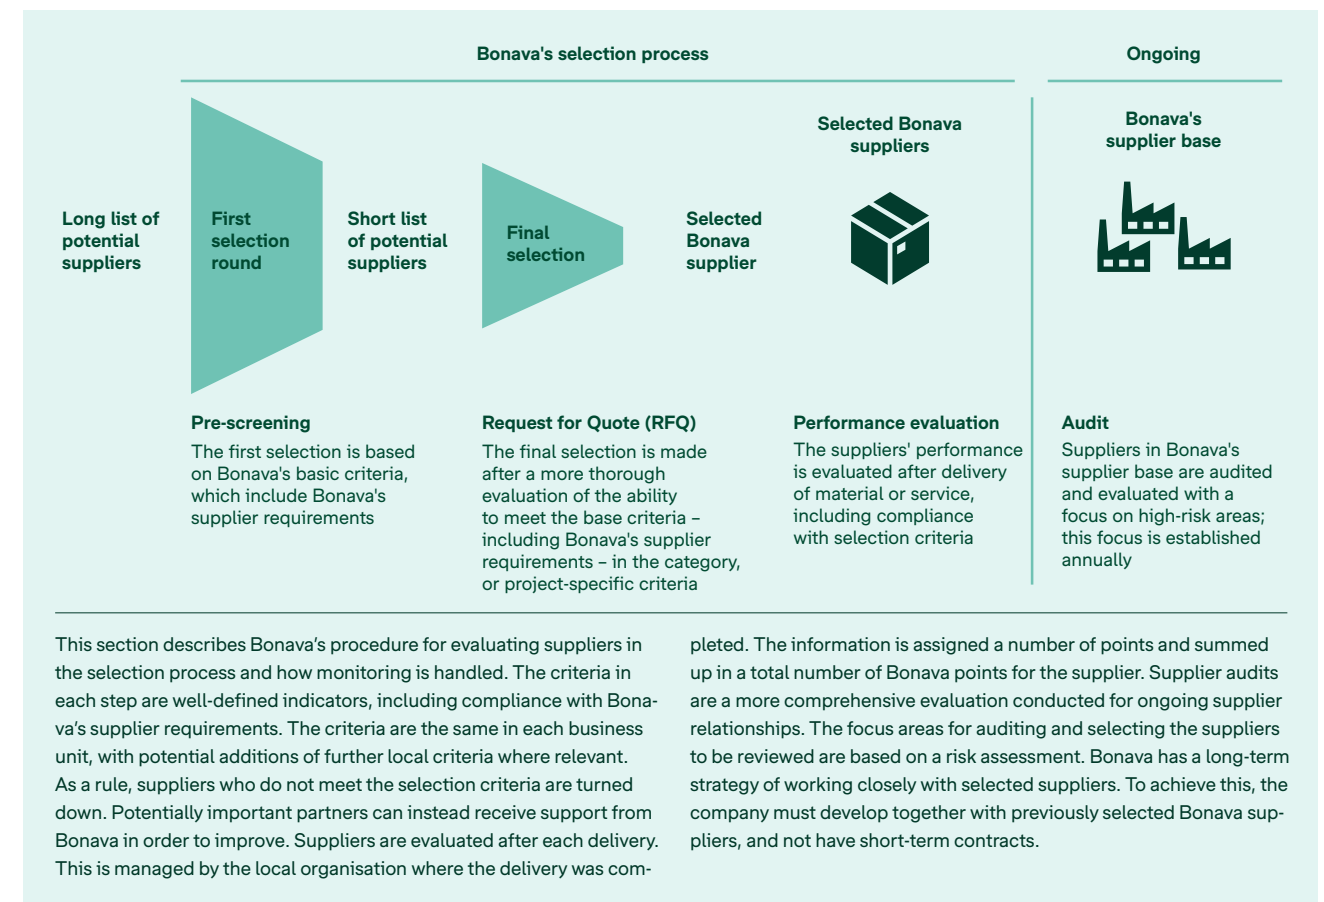 Bonava's selection process
Ongoing
Long list of
potential
suppliers
First
selection
round
Short list
of potential
suppliers
Final
selection
Selected
Bonava
supplier
Selected Bonava
suppliers
Bonava's
supplier base
Pre-screening
The first selection is based
on Bonava's basic criteria,
which include Bonava's
supplier requirements
Request for Quote (RFQ)
The final selection is made
after a more thorough
evaluation of the ability
to meet the base criteria –
including Bonava's supplier
requirements – in the category,
or project-specific criteria
Performance evaluation
The suppliers' performance
is evaluated after delivery
of material or service,
including compliance
with selection criteria
Audit
Suppliers in Bonava's
supplier base are audited
and evaluated with a
focus on high-risk areas;
this focus is established
annually
This section describes Bonava’s procedure for evaluating suppliers in
the selection process and how monitoring is handled. The criteria in
each step are well-defined indicators, including compliance with Bona-
va’s supplier requirements. The criteria are the same in each business
unit, with potential additions of further local criteria where relevant.
As a rule, suppliers who do not meet the selection criteria are turned
down. Potentially important partners can instead receive support from
Bonava in order to improve. Suppliers are evaluated after each delivery.
This is managed by the local organisation where the delivery was com-
pleted. The information is assigned a number of points and summed
up in a total number of Bonava points for the supplier. Supplier audits
are a more comprehensive evaluation conducted for ongoing supplier
relationships. The focus areas for auditing and selecting the suppliers
to be reviewed are based on a risk assessment. Bonava has a long-term
strategy of working closely with selected suppliers. To achieve this, the
company must develop together with previously selected Bonava sup-
pliers, and not have short-term contracts.